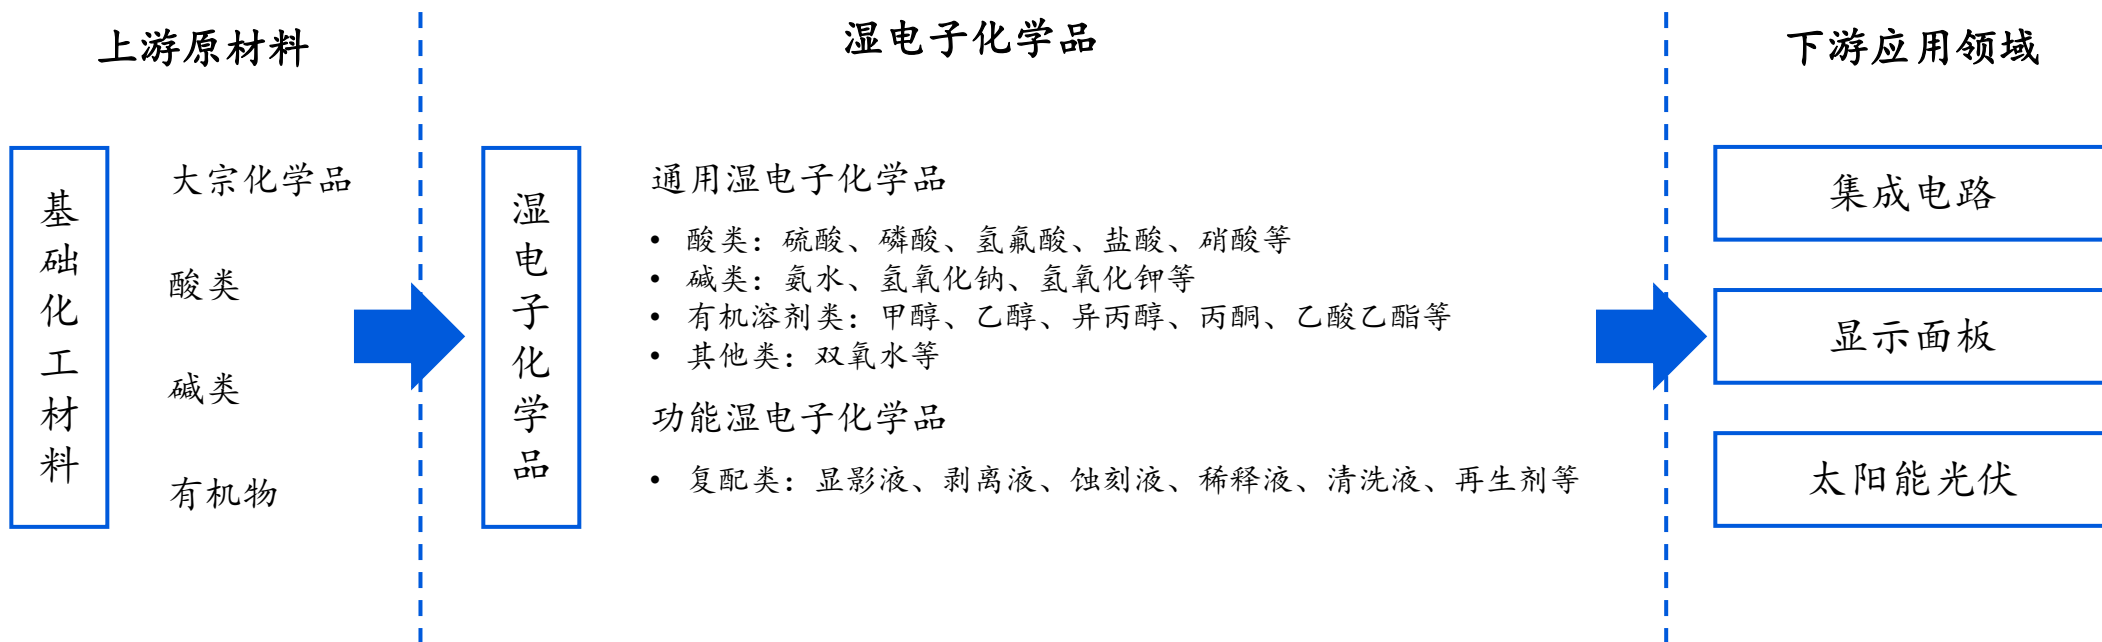 上游原材料
湿电子化学品
下游应用领域
基础化工材料
大宗化学品
酸类
碱类
有机物
湿电子化学品
通用湿电子化学品
• 酸类：硫酸、磷酸、氢氟酸、盐酸、硝酸等
• 碱类：氨水、氢氧化钠、氢氧化钾等
• 有机溶剂类：甲醇、乙醇、异丙醇、丙酮、乙酸乙酯等
• 其他类：双氧水等
功能湿电子化学品
• 复配类：显影液、剥离液、蚀刻液、稀释液、清洗液、再生剂等
集成电路
显示面板
太阳能光伏